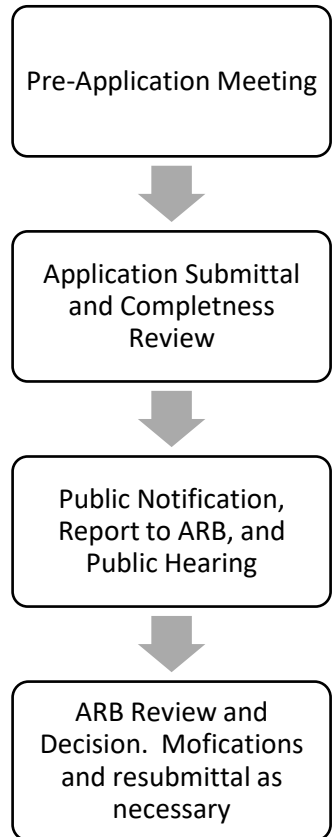 Pre-Application Meeting
Application Submittal
and Completness
Review
Public Notification,
Report to ARB, and
Public Hearing
ARB Review and
Decision.  Mofications
and resubmittal as
necessary